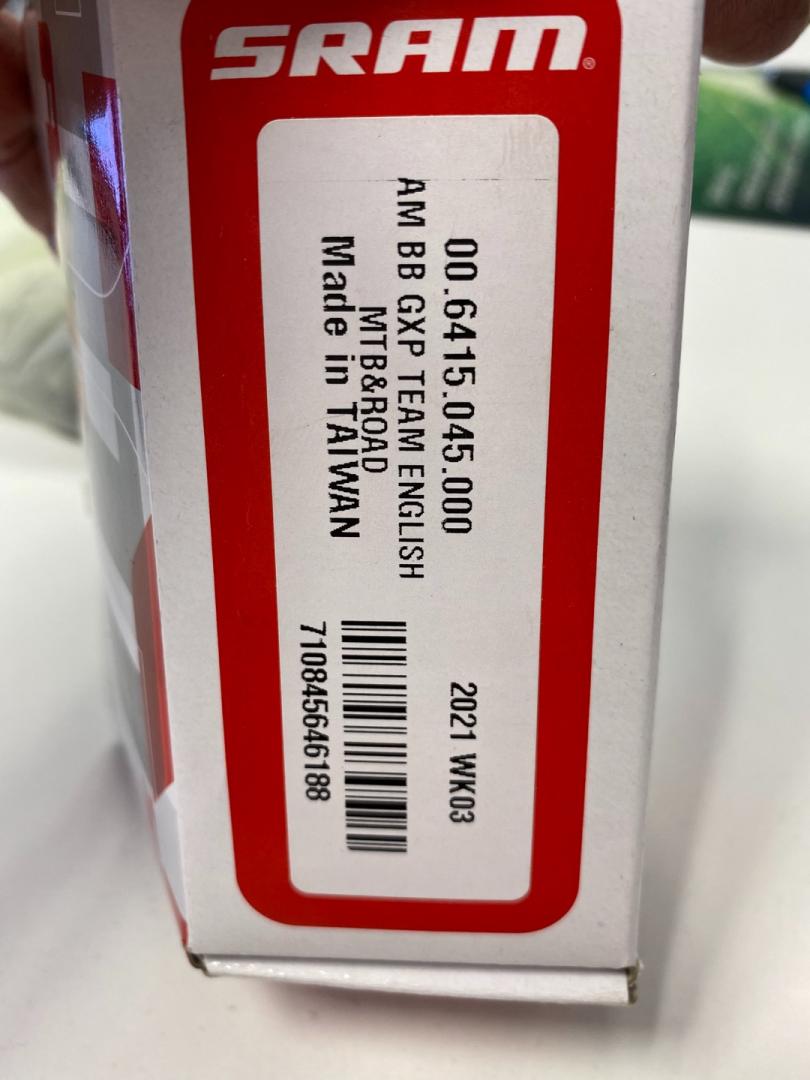 SRAM®
00.6415.045.000
AM BB GXP TEAM ENGLISH
MTB&ROAD
Made in TAIWAN
2021 WK03
710845646188